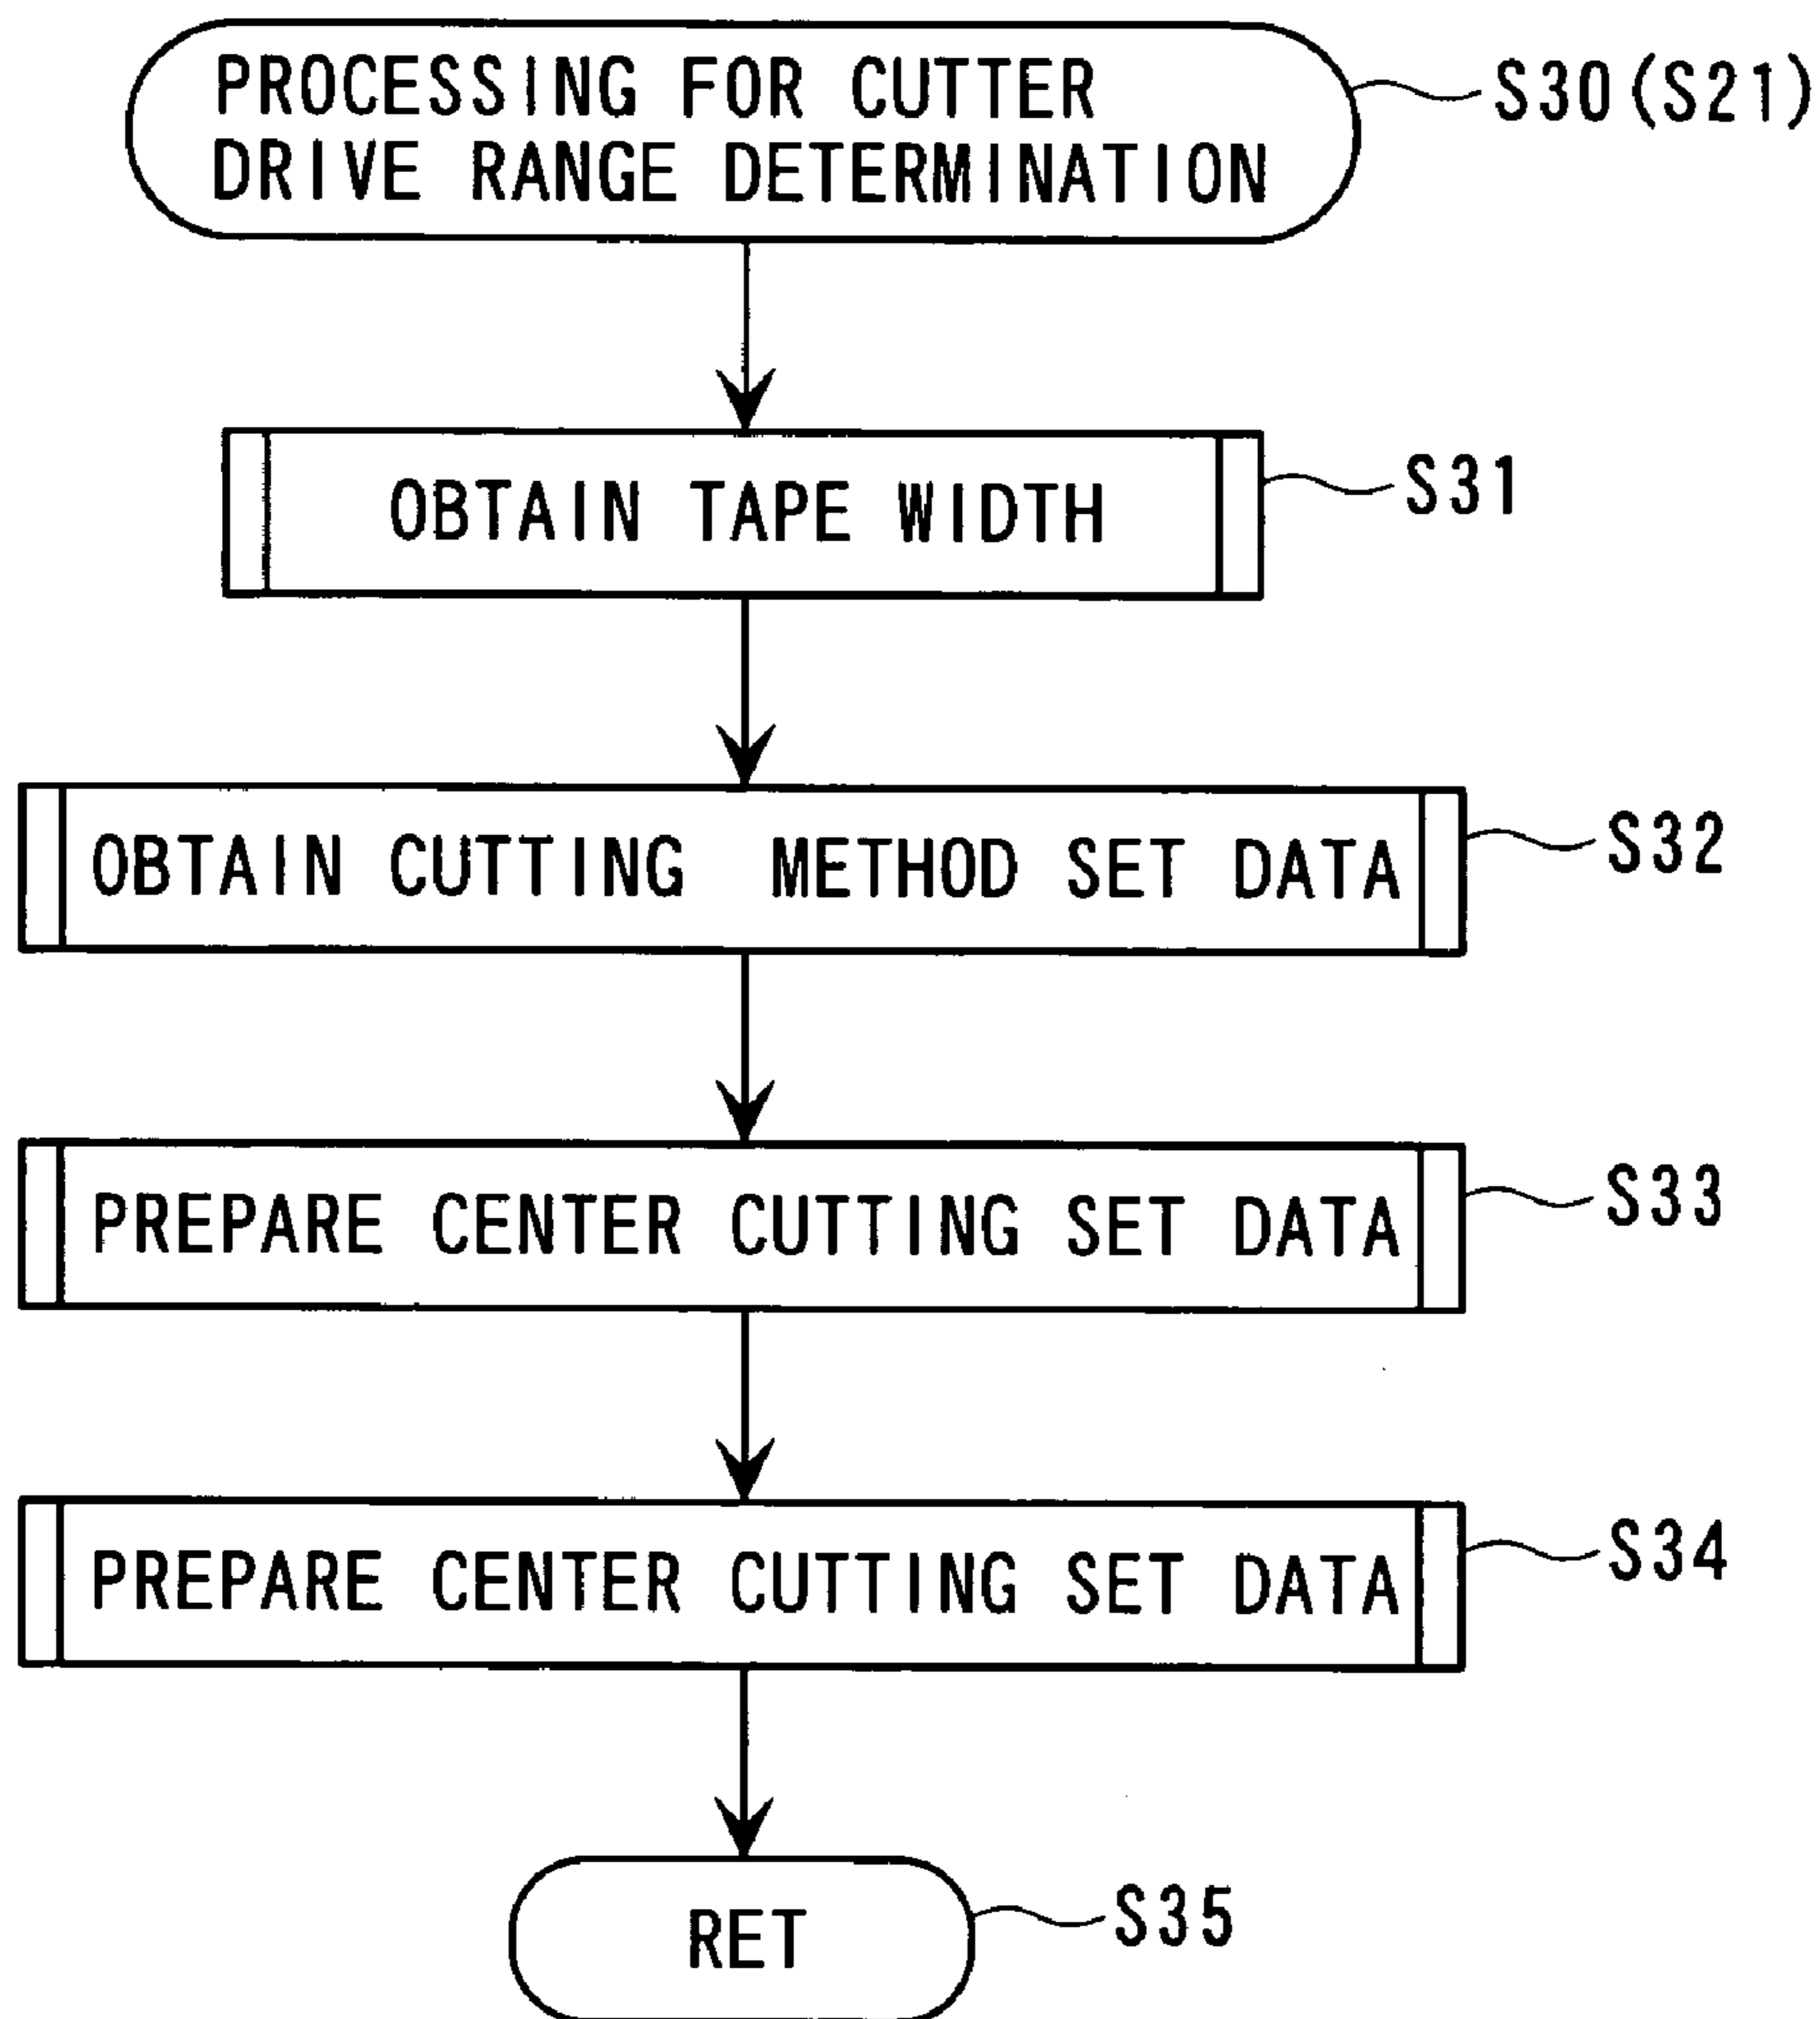 PROCESSING FOR CUTTER
DRIVE RANGE DETERMINATION
S30(S21)
OBTAIN TAPE WIDTH
S31
OBTAIN CUTTING METHOD SET DATA
S32
PREPARE CENTER CUTTING SET DATA
S33
PREPARE CENTER CUTTING SET DATA
S34
RET
S35